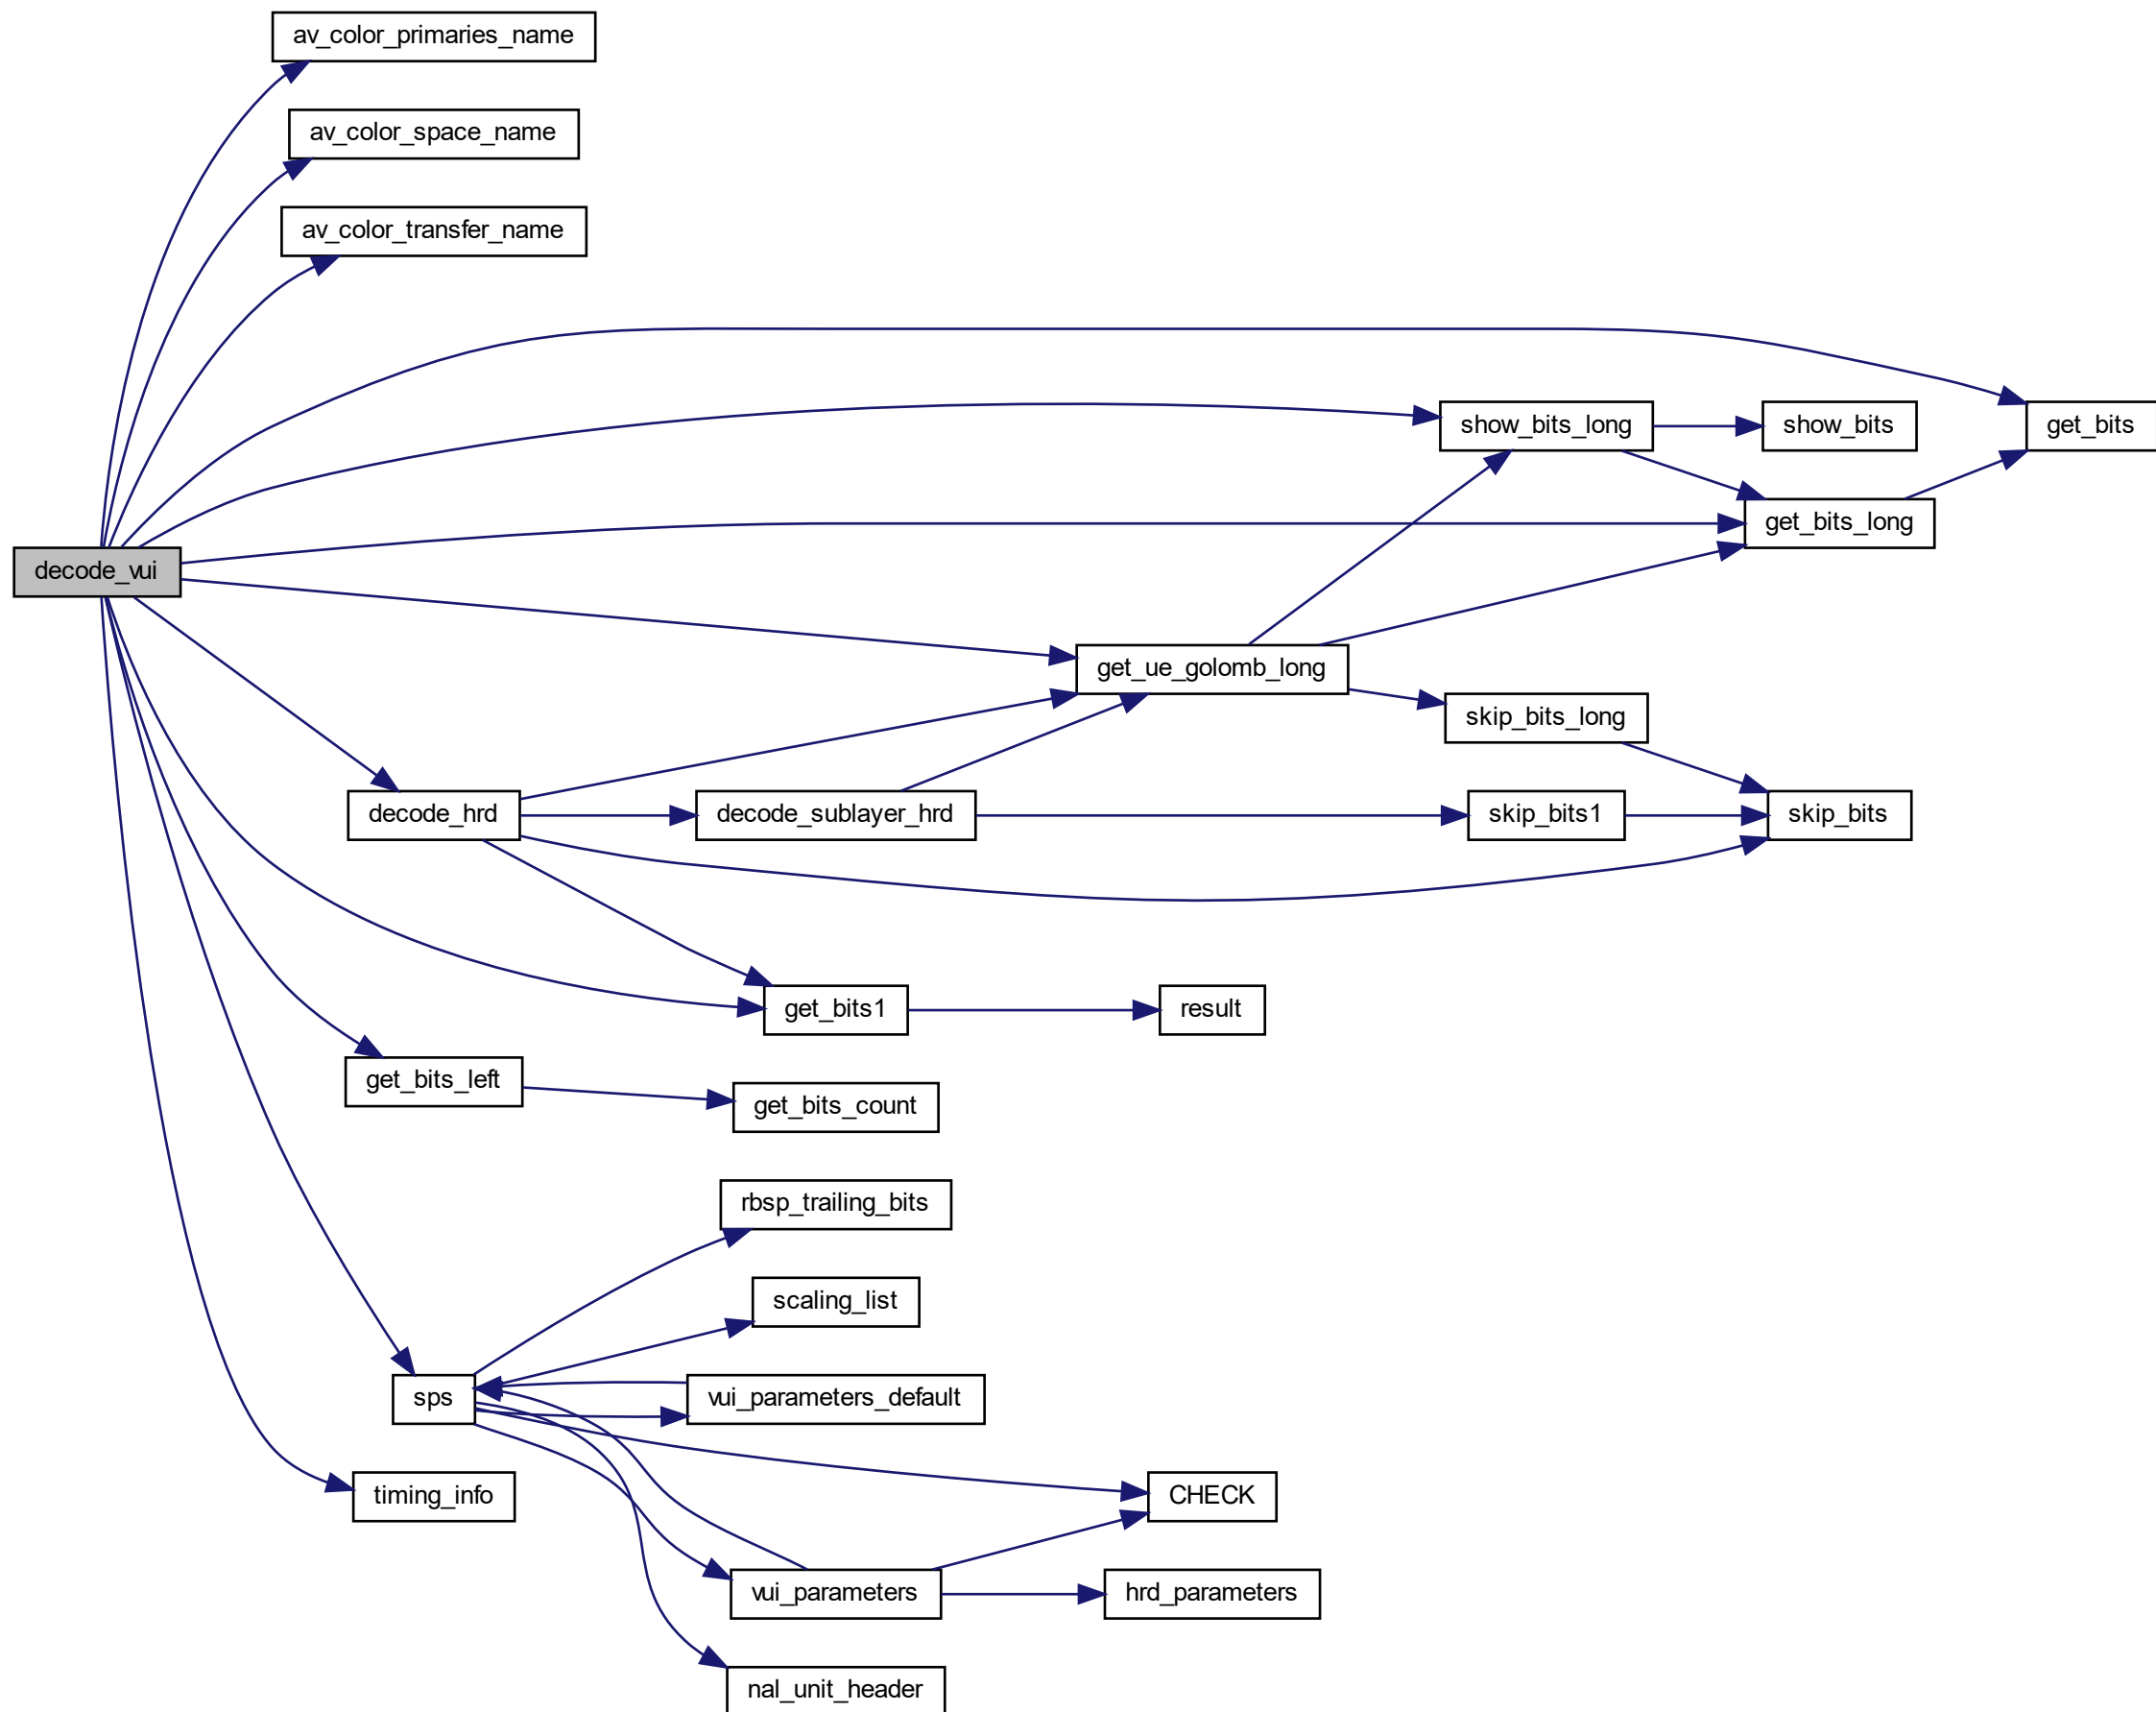 av_color_primaries_name
av_color_space_name
av_color_transfer_name
show_bits_long
show_bits
get_bits
get_bits_long
decode_vui
get_ue_golomb_long
skip_bits_long
decode_hrd
decode_sublayer_hrd
skip_bits1
skip_bits
get_bits1
result
get_bits_left
get_bits_count
rbsp_trailing_bits
scaling_list
sps
vui_parameters_default
timing_info
CHECK
vui_parameters
hrd_parameters
nal_unit_header